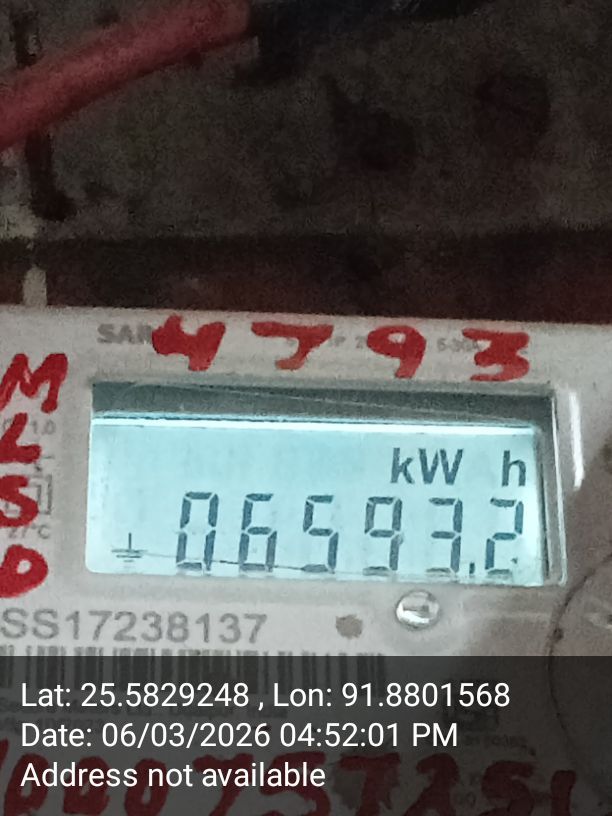 SAN
4793
M
L
S
D
kW h
06593.2
SS17238137
Lat: 25.5829248 , Lon: 91.8801568
Date: 06/03/2026 04:52:01 PM
Address not available